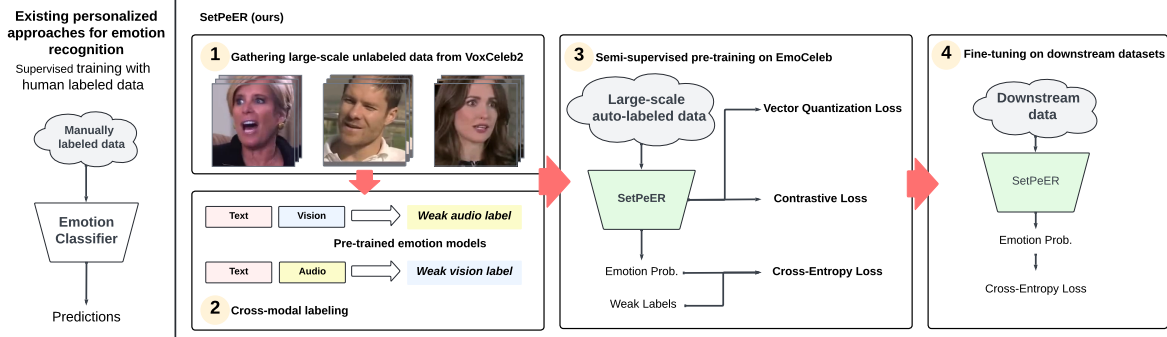 Existing personalized
approaches for emotion
recognition
Supervised training with
human labeled data
Manually
labeled data
Emotion
Classifier
Predictions
SetPeER (ours)
1 Gathering large-scale unlabeled data from VoxCeleb2
Text Vision Weak audio label
Pre-trained emotion models
Text Audio Weak vision label
2 Cross-modal labeling
3 Semi-supervised pre-training on EmoCeleb
Large-scale
auto-labeled data
Vector Quantization Loss
SetPeER Contrastive Loss
Emotion Prob. Cross-Entropy Loss
Weak Labels
4 Fine-tuning on downstream datasets
Downstream
data
SetPeER
Emotion Prob.
Cross-Entropy Loss